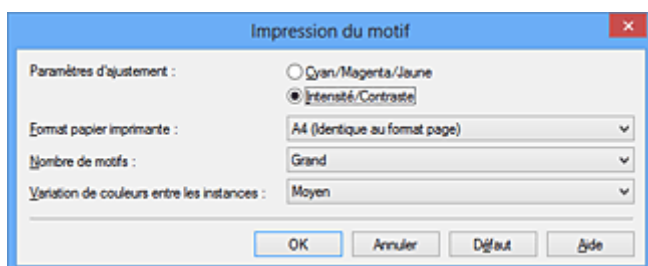 Impression du motif
Paramètres d'ajustement :
Cyan/Magenta/Jaune
Intensité/Contraste
Format papier imprimante :
A4 (Identique au format page)
Nombre de motifs :
Grand
Variation de couleurs entre les instances :
Moyen
OK Annuler Défaut Aide